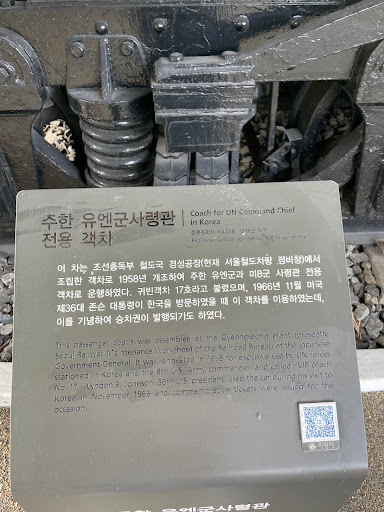 주한 유엔군사령관
전용 객차
Coach for UN Command Chief
in Korea
이 차는 조선총독부 철도국 경성공장(현재 서울철도차량 정비창)에서
조립한 객차로 1958년 개조하여 주한 유엔군과 미8군 사령관 전용
객차로 운행하였다. 귀빈객차 17호라고 불렸으며, 1966년 11월 미국
제36대 존슨 대통령이 한국을 방문하였을 때 이 객차를 이용하였는데,
이를 기념하여 승차권이 발행되기도 하였다.
This passenger coach was assembled at the Gyeongseong plant (presently
Seoul Railway Maintenance Workshop) of the Railroad Bureau of the Japanese
Government-General. It was renovated in 1958 for exclusive use by UN forces
stationed in Korea and the 8th U.S. Army commander and called
No. 17. Lyndon B. Johnson, 36th U.S. president, used the car during his visit to
Korea in November 1966 and commemorative tickets were issued for the
occasion.
주한 유엔군사령관